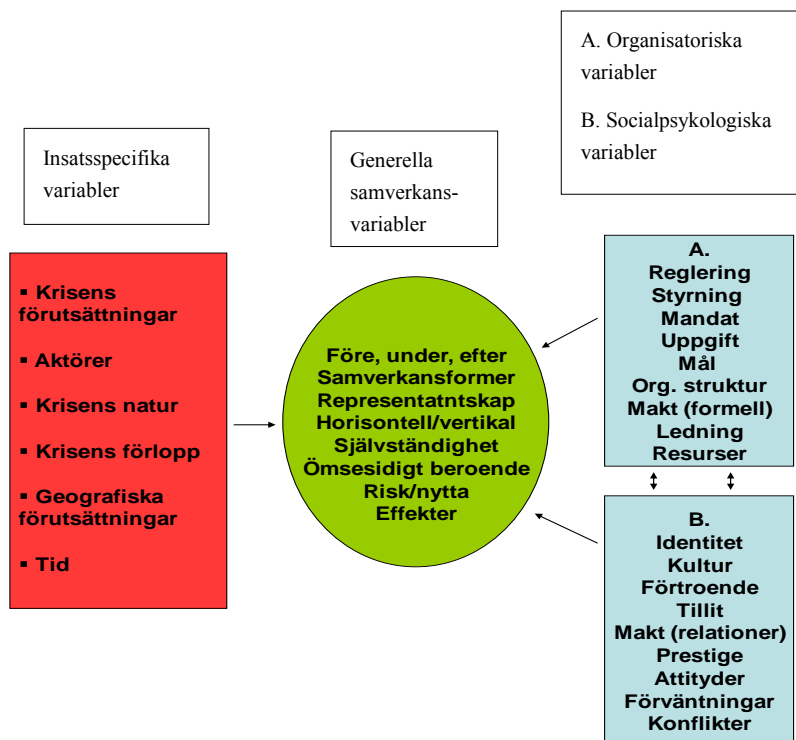 Insatsspecifika
variabler
Generella
samverkans-
variabler
A. Organisatoriska
variabler
B. Socialpsykologiska
variabler
▪ Krisens
förutsättningar
▪ Aktörer
▪ Krisens natur
▪ Krisens förlopp
▪ Geografiska
förutsättningar
▪ Tid
Före, under, efter
Samverkansformer
Representatntskap
Horisontell/vertikal
Självständighet
Ömsesidigt beroende
Risk/nytta
Effekter
A.
Reglering
Styrning
Mandat
Uppgift
Mål
Org. struktur
Makt (formell)
Ledning
Resurser
B.
Identitet
Kultur
Förtroende
Tillit
Makt (relationer)
Prestige
Attityder
Förväntningar
Konflikter